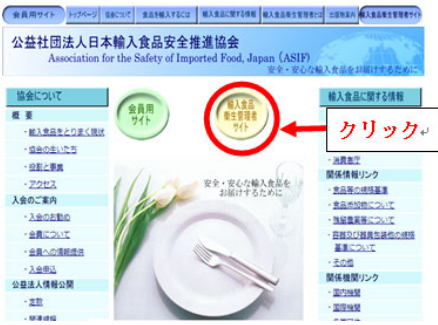 会員用サイト
トップページ
協会について
食品を輸入するには
輸入食品に関する情報
輸入食品衛生管理者とは
出版物案内
輸入食品衛生管理者サイト
公益社団法人日本輸入食品安全推進協会
Association for the Safety of Imported Food, Japan (ASIF)
安全・安心な輸入食品をお届けするために
協会について
概 要
・輸入食品をとりまく現状
・協会の生いたち
・役割と事業
・アクセス
入会のご案内
・入会のお勧め
・会員について
・会員への情報提供
・入会申込
公益法人情報公開
・定款
・関連規程
会員用
サイト
輸入食品
衛生管理者
サイト
安全・安心な輸入食品を
お届けするために
輸入食品に関する情報
クリック↵
・消費者庁
関係情報リンク
・食品等の規格基準
・食品添加物について
・残留農薬等について
・容器及び器具包装他の規格
基準について
・その他
関係機関リンク
・国内機関
・国際機関